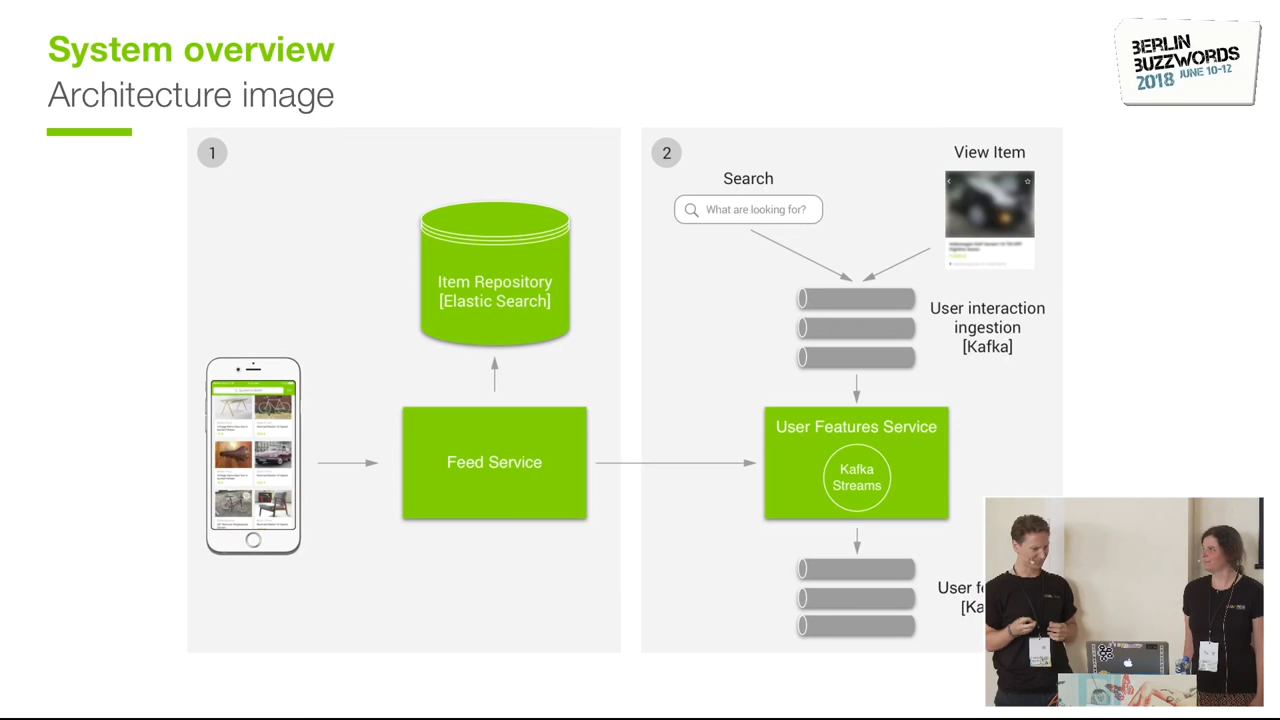 System overview
Architecture image
BERLIN
BUZZWORDS
2018 JUNE 10-12
1
Item Repository
[Elastic Search]
Feed Service
2
Search
What are looking for?
View Item
User interaction
ingestion
[Kafka]
User Features Service
Kafka
Streams
User